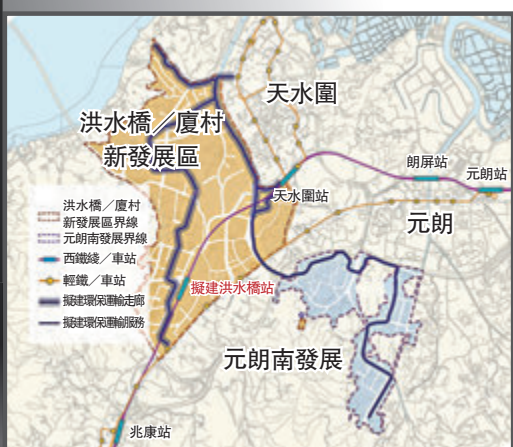 天水圍
洪水橋／廈村
新發展區
朗屏站
元朗站
天水圍站
元朗
洪水橋／廈村
新發展區界線
元朗南發展界線
西鐵綫／車站
輕鐵／車站
擬建環保運輸走廊
擬建環保運輸服務
擬建洪水橋站
元朗南發展
兆康站